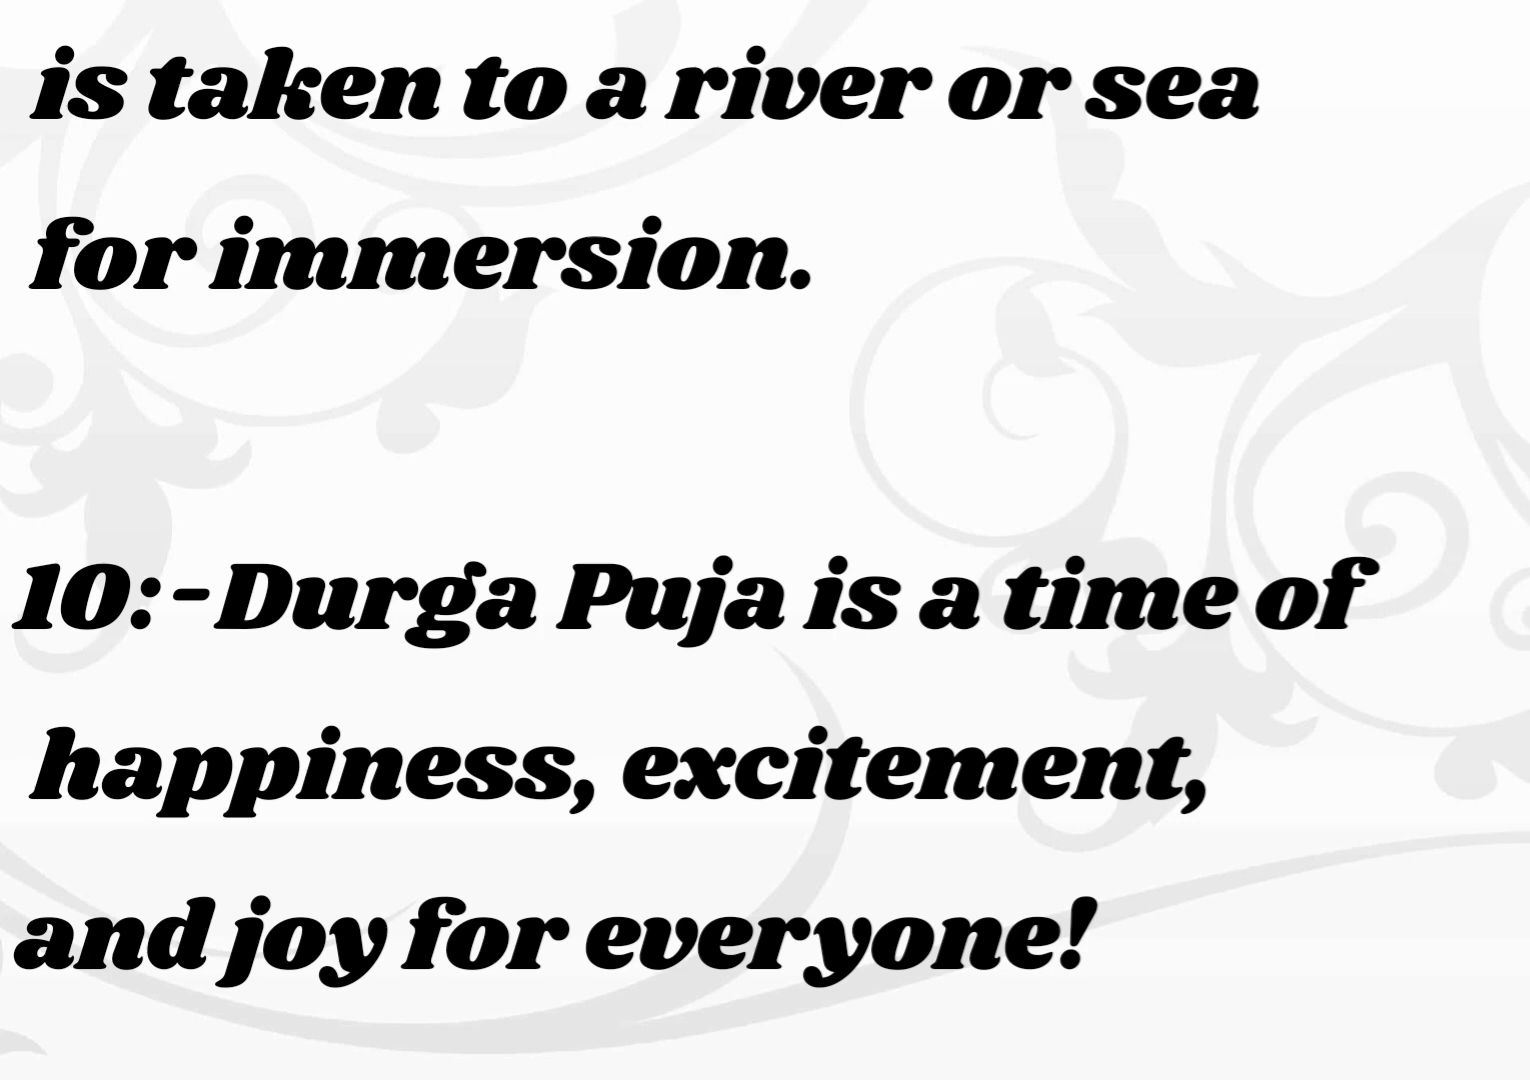 is taken to a river or sea
for immersion.
10:-Durga Puja is a time of
happiness, excitement,
and joy for everyone!